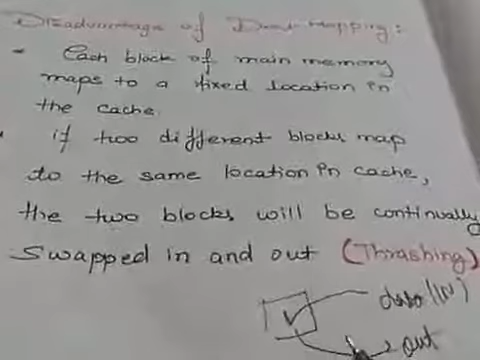 Disadvantage of Direct Mapping:
- Each block of main memory
maps to a fixed location in
the cache.
- if two different blocks map
to the same location in cache,
the two blocks will be continually
swapped in and out (Thrashing)
data (IN)
out